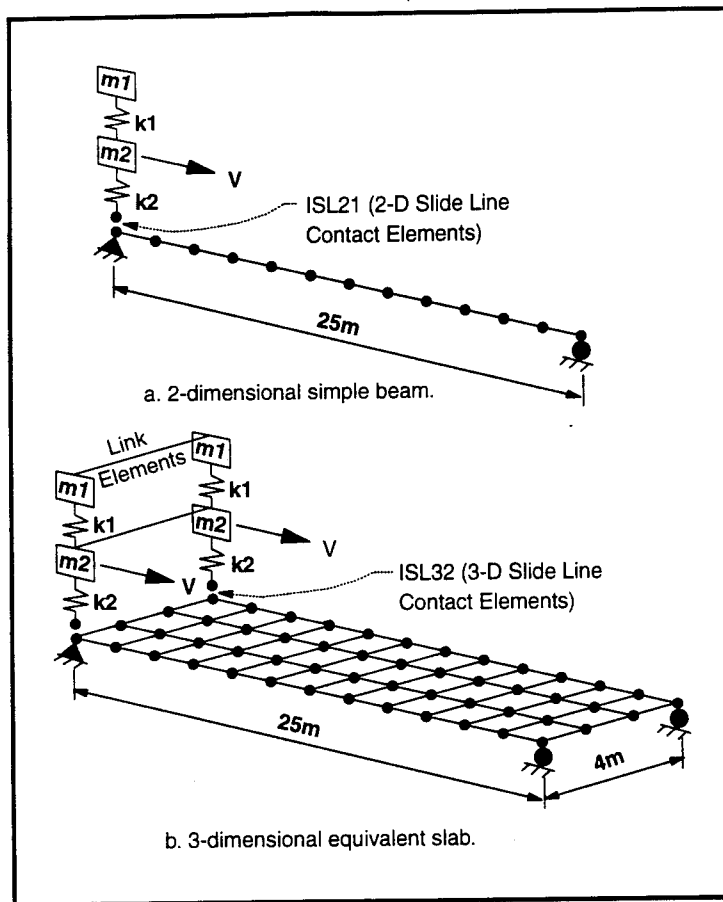 m1
k1
m2
V
k2
ISL21 (2-D Slide Line
Contact Elements)
25m
a. 2-dimensional simple beam.
Link
Elements
m1
k1
m2
V
k2
m1
k1
m2
V
k2
ISL32 (3-D Slide Line
Contact Elements)
25m
4m
b. 3-dimensional equivalent slab.